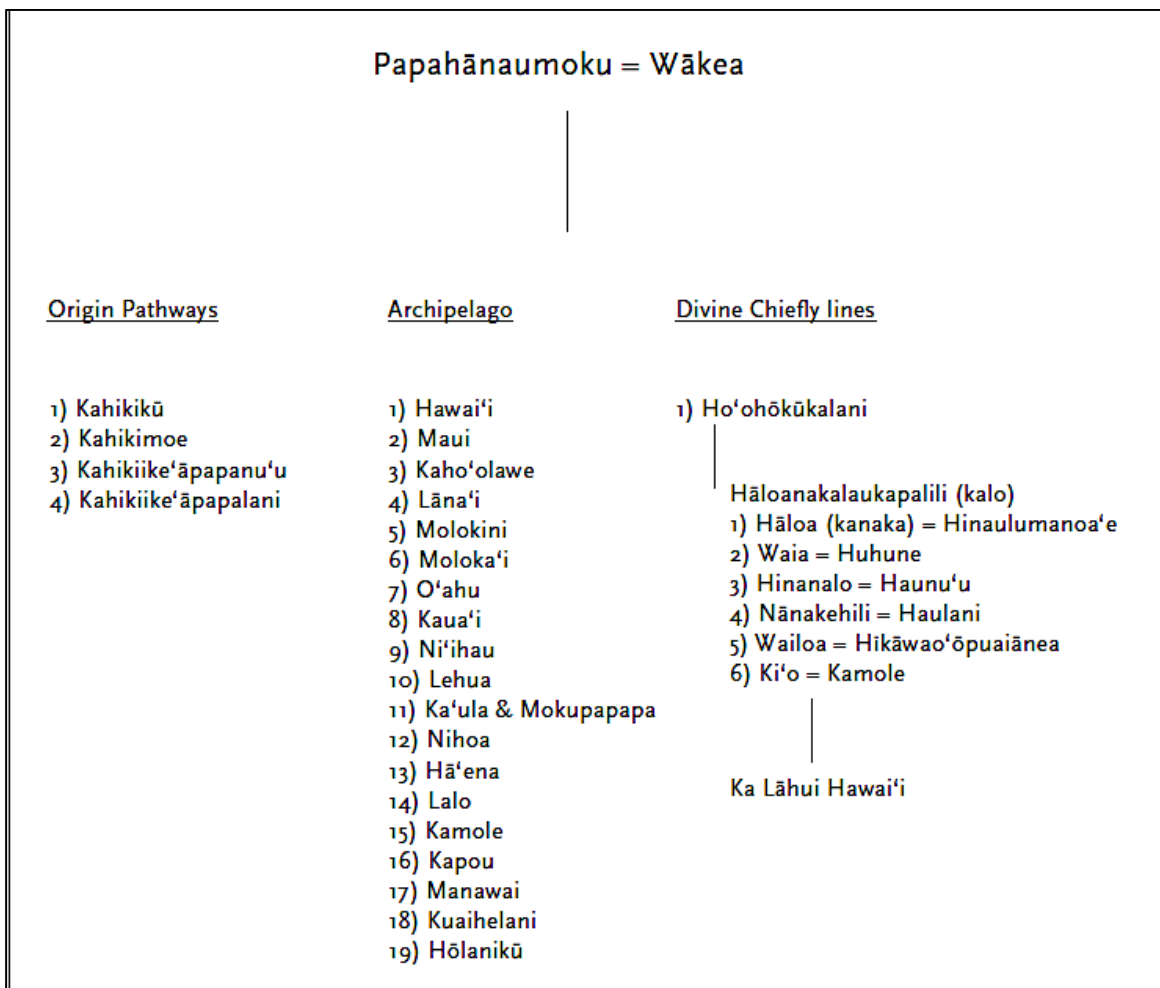 Papahānaumoku = Wākea
Origin Pathways
1) Kahikikū
2) Kahikimoe
3) Kahikiikeʻāpapanuʻu
4) Kahikiikeʻāpapalani
Archipelago
1) Hawaiʻi
2) Maui
3) Kahoʻolawe
4) Lānaʻi
5) Molokini
6) Molokaʻi
7) Oʻahu
8) Kauaʻi
9) Niʻihau
10) Lehua
11) Kaʻula & Mokupapapa
12) Nihoa
13) Hāʻena
14) Lalo
15) Kamole
16) Kapou
17) Manawai
18) Kuaihelani
19) Hōlanikū
Divine Chiefly lines
1) Hoʻohōkūkalani
Hāloanakalaukapalili (kalo)
1) Hāloa (kanaka) = Hinaulumanoaʻe
2) Waia = Huhune
3) Hinanalo = Haunuʻu
4) Nānakehili = Haulani
5) Wailoa = Hikāwaoʻōpuaiānea
6) Kiʻo = Kamole
Ka Lāhui Hawaiʻi